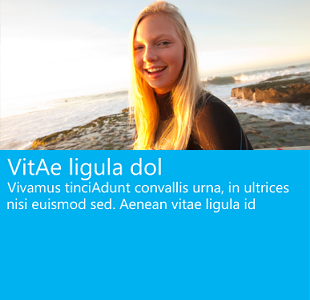 VitAe ligula dol
Vivamus tinciAdunt convallis urna, in ultrices
nisi euismod sed. Aenean vitae ligula id